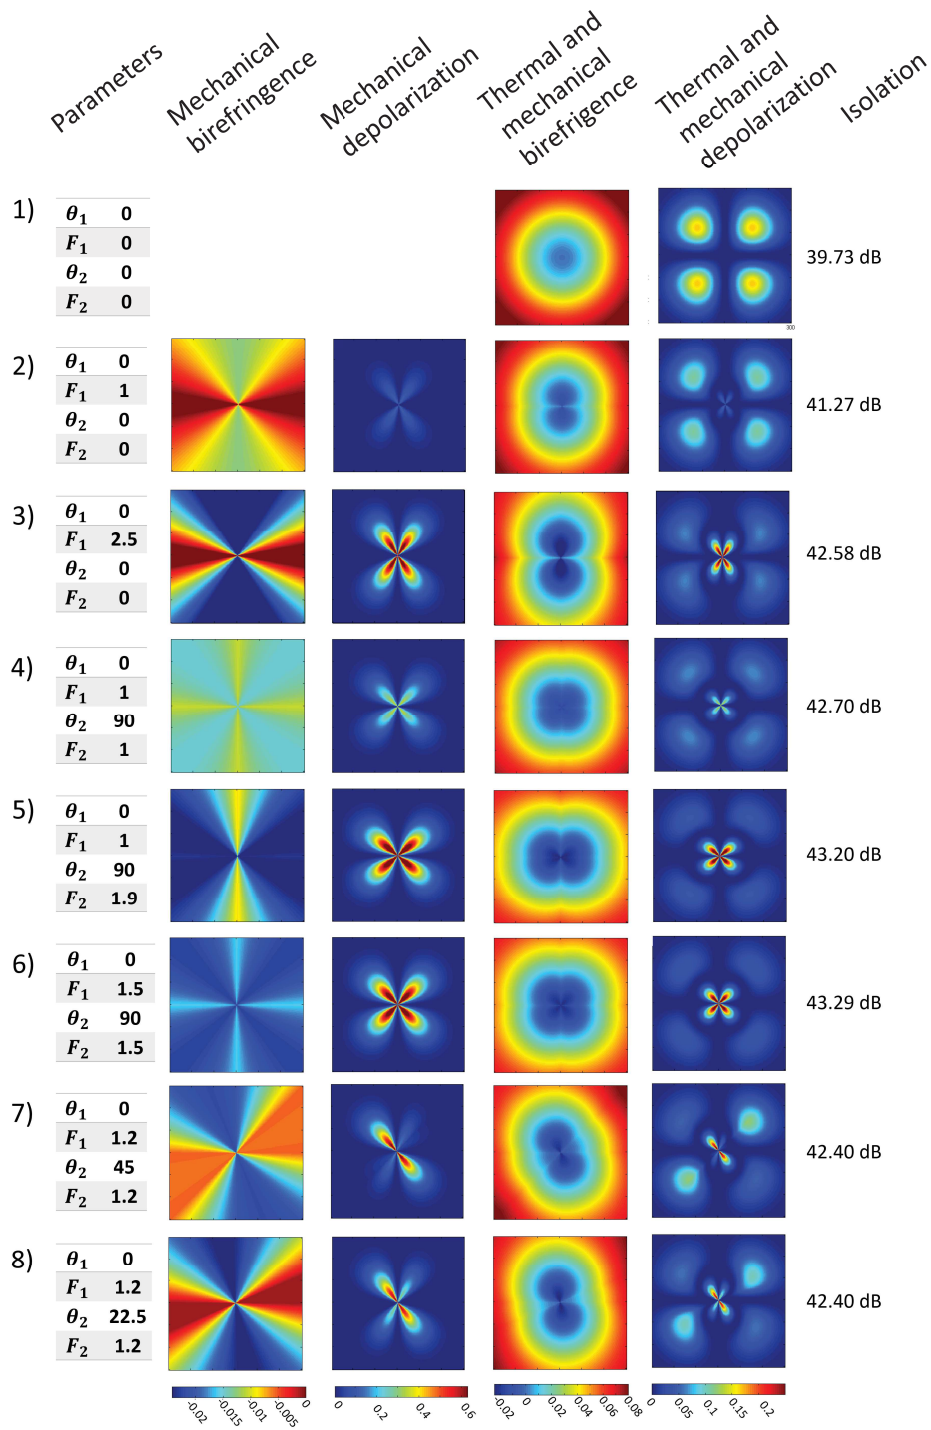 Parameters
Mechanical
birefringence
Mechanical
depolarization
Thermal and
mechanical
birefrigence
Thermal and
mechanical
depolarization
Isolation
1)
θ1 0
F1 0
θ2 0
F2 0
39.73 dB
300
2)
θ1 0
F1 1
θ2 0
F2 0
41.27 dB
3)
θ1 0
F1 2.5
θ2 0
F2 0
42.58 dB
4)
θ1 0
F1 1
θ2 90
F2 1
42.70 dB
5)
θ1 0
F1 1
θ2 90
F2 1.9
43.20 dB
6)
θ1 0
F1 1.5
θ2 90
F2 1.5
43.29 dB
7)
θ1 0
F1 1.2
θ2 45
F2 1.2
42.40 dB
8)
θ1 0
F1 1.2
θ2 22.5
F2 1.2
42.40 dB
-0.02 -0.015 -0.01 -0.005 0
0 0.2 0.4 0.6
-0.02 0 0.02 0.04 0.06 0.08
0 0.05 0.1 0.15 0.2